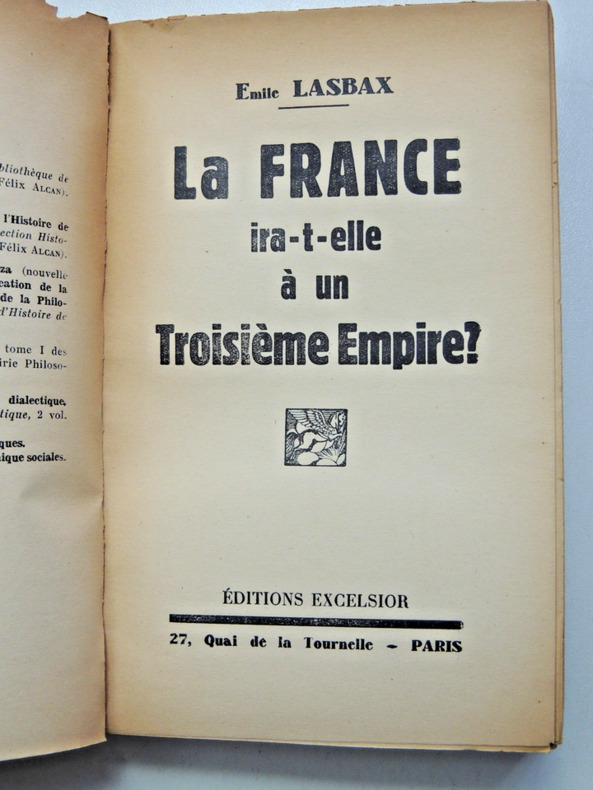 bliothèque de
Félix ALCAN).
l'Histoire de
ection Histo-
Félix ALCAN).
za (nouvelle
cation de la
de la Philo-
d'Histoire de
tome I des
irie Philoso-
dialectique,
tique, 2 vol.
ques.
ique sociales.
Emile LASBAX
La FRANCE
ira-t-elle
à un
Troisième Empire?
ÉDITIONS EXCELSIOR
27, Quai de la Tournelle - PARIS